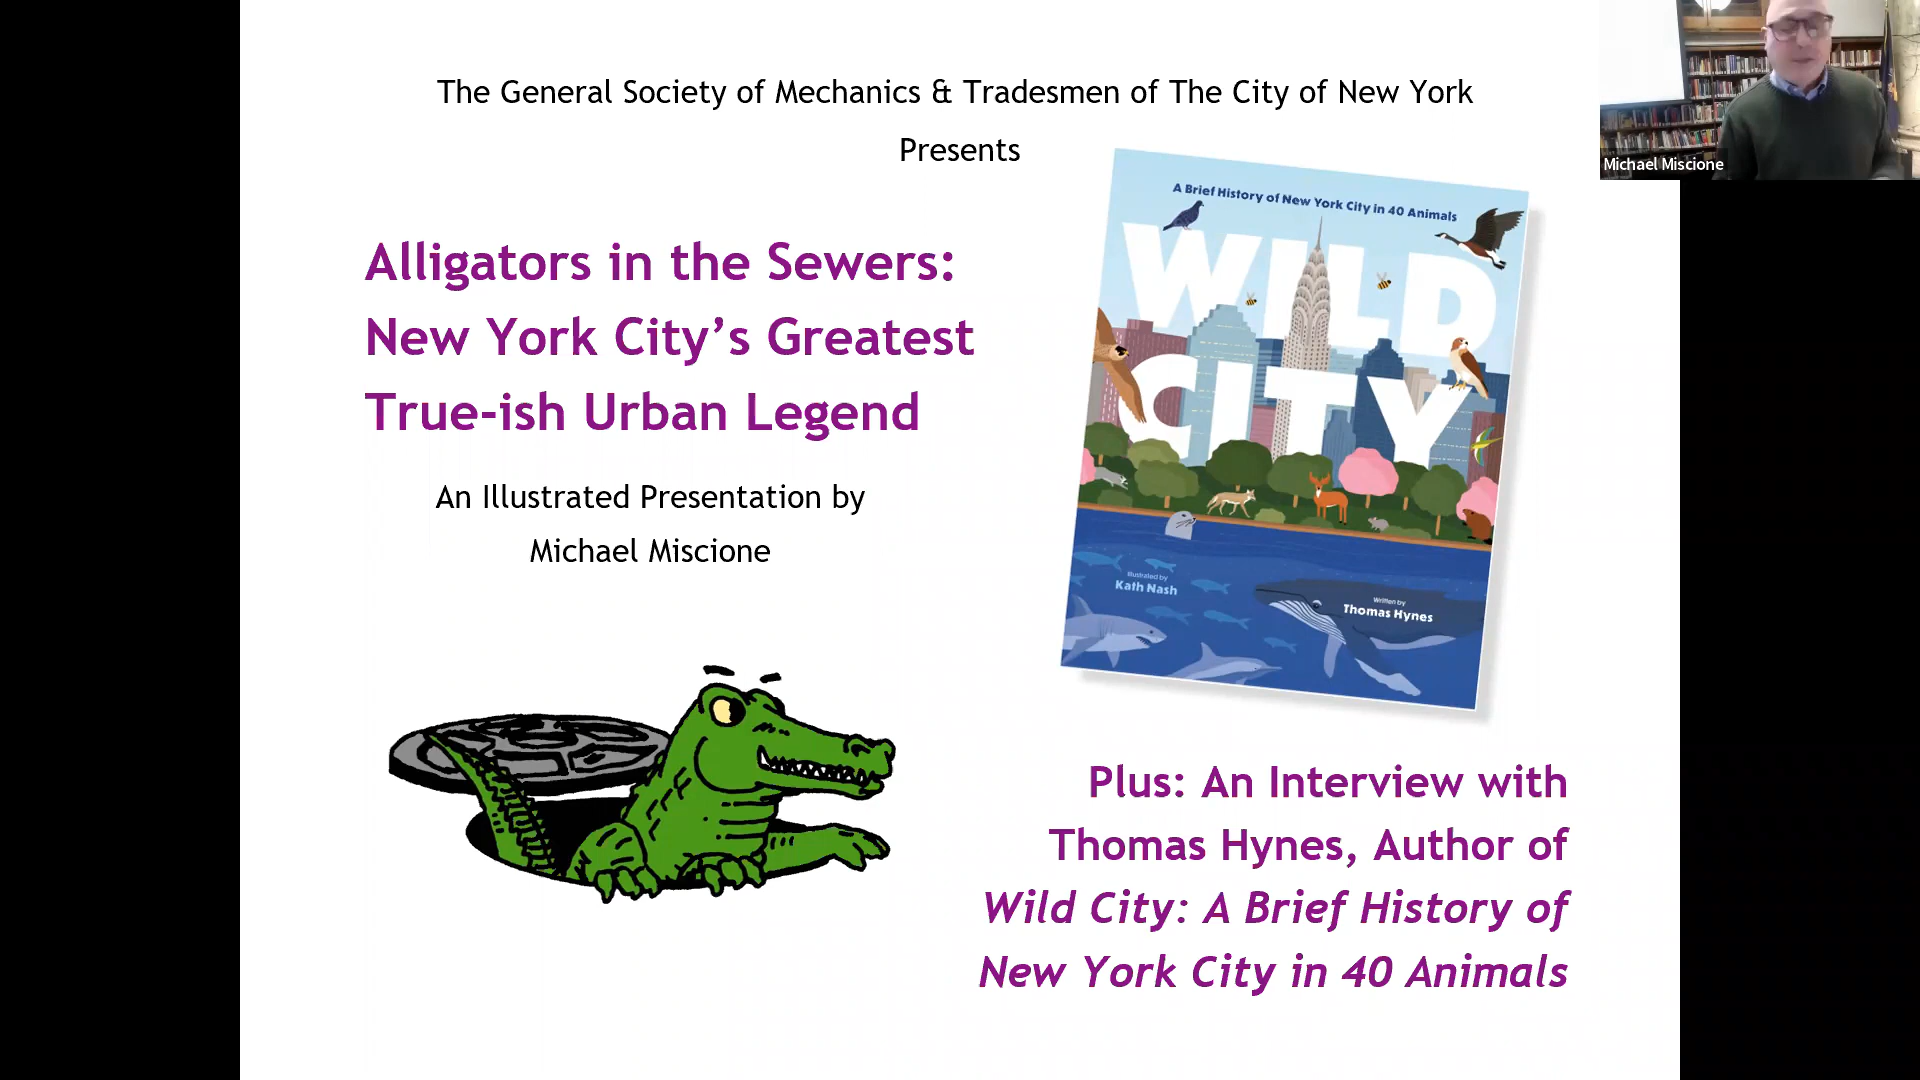 The General Society of Mechanics & Tradesmen of The City of New York
Presents
Alligators in the Sewers:
New York City’s Greatest
True-ish Urban Legend
An Illustrated Presentation by
Michael Miscione
A Brief History of New York City in 40 Animals
WILD
CITY
Illustrated by
Kath Nash
Written by
Thomas Hynes
Plus: An Interview with
Thomas Hynes, Author of
Wild City: A Brief History of
New York City in 40 Animals
Michael Miscione